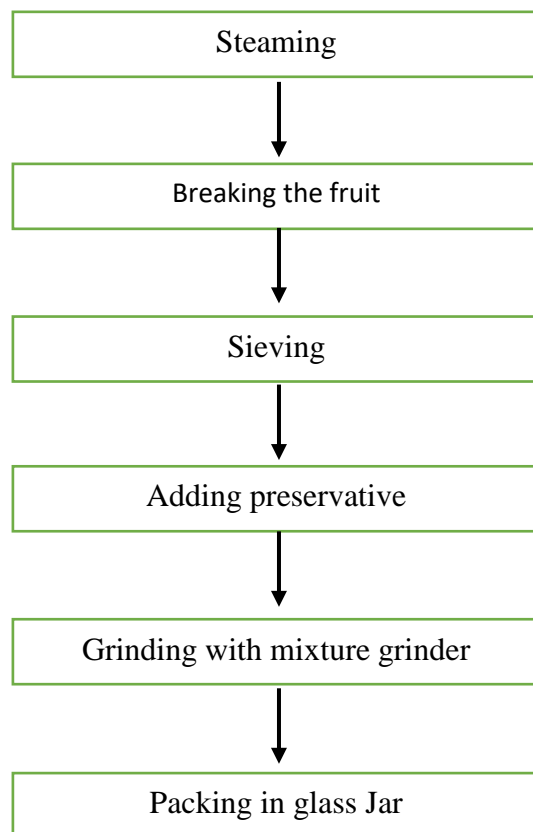 Steaming
Breaking the fruit
Sieving
Adding preservative
Grinding with mixture grinder
Packing in glass Jar